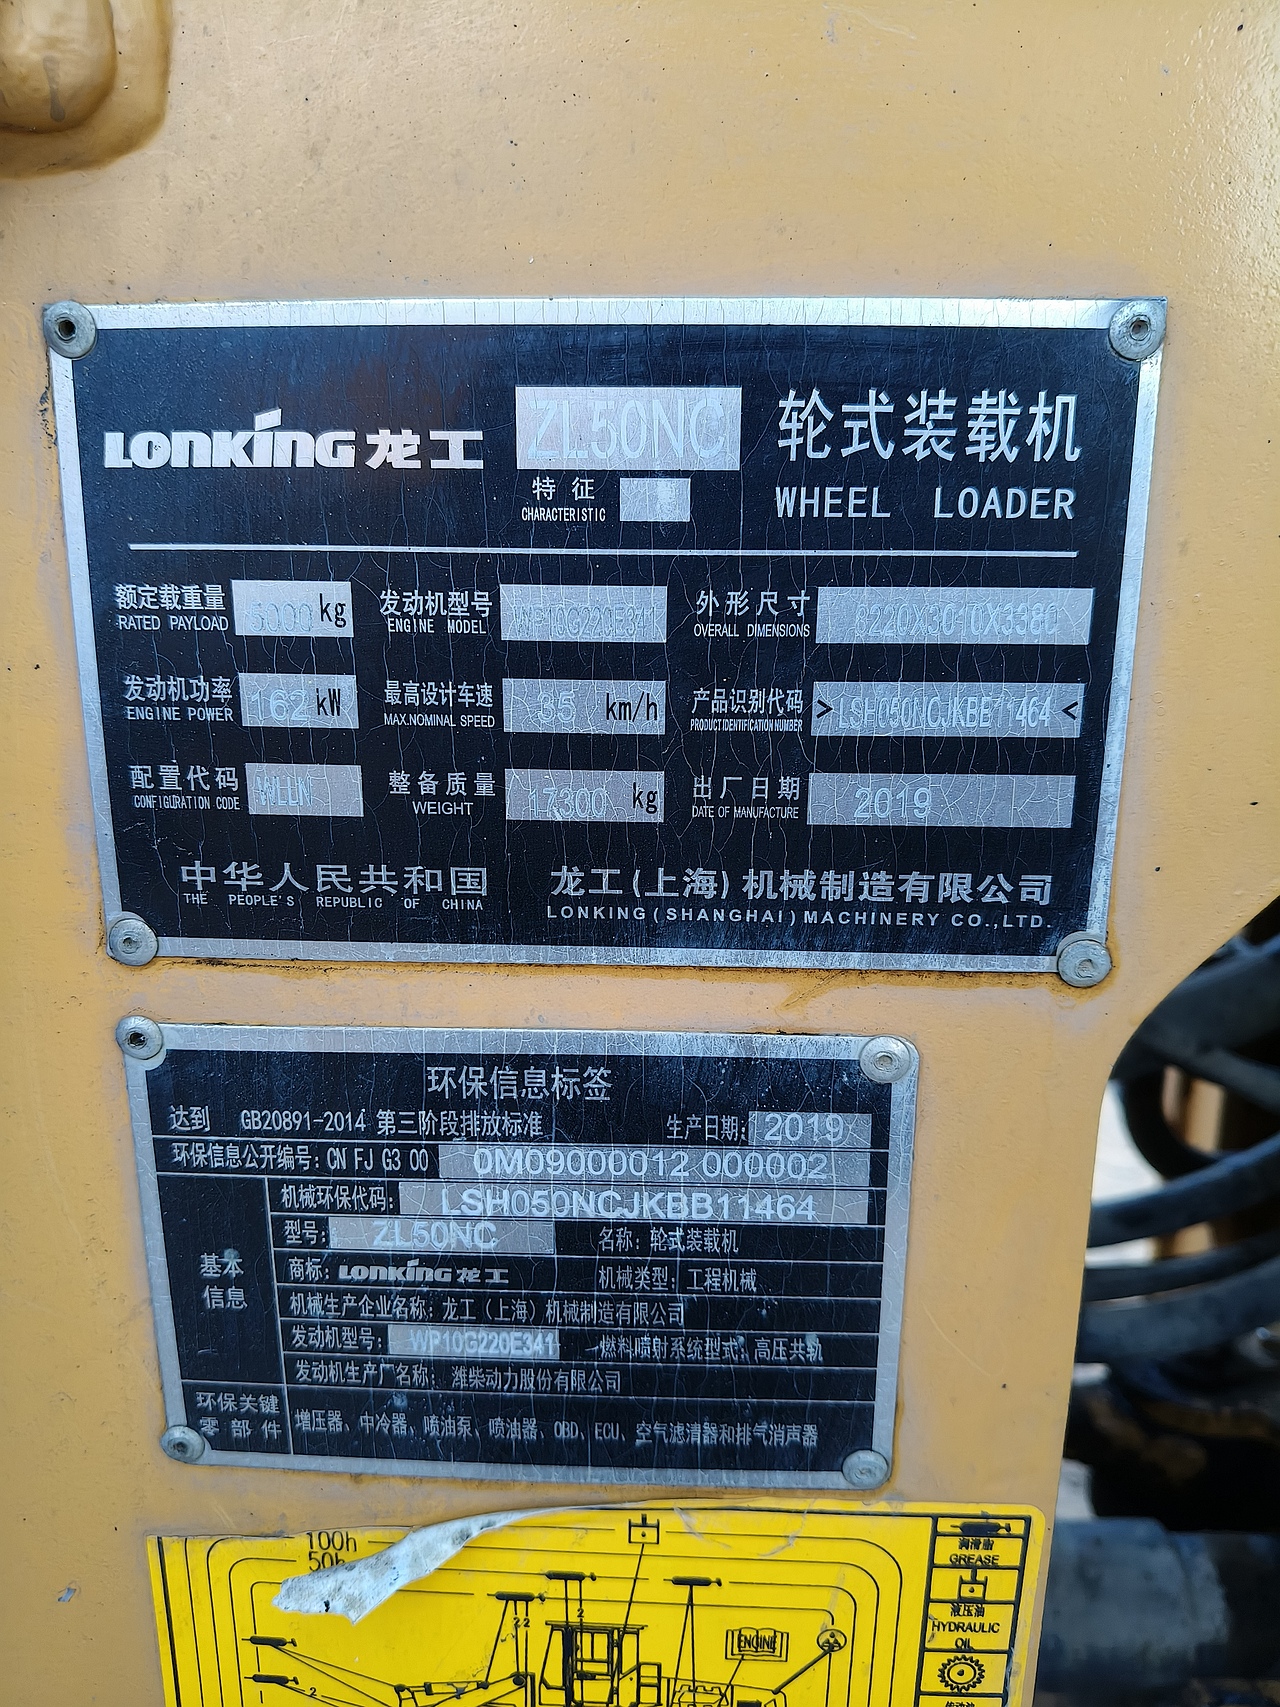 LONKING 龙工 ZL50NC 轮式装载机
特征
CHARACTERISTIC
WHEEL LOADER
额定载重量 5000 kg 发动机型号 WP10G220E341 外形尺寸 8220X3010X3380
RATED PAYLOAD ENGINE MODEL OVERALL DIMENSIONS
发动机功率 162 kW 最高设计车速 35 km/h 产品识别代码 >LSH050NCJKBB 464<
ENGINE POWER MAX.NOMINAL SPEED PRODUCT IDENTIFICATION NUMBER
配置代码 WLLN 整备质量 17300 kg 出厂日期 2019
CONFIGURATION CODE WEIGHT DATE OF MANUFACTURE
中华人民共和国 龙工(上海)机械制造有限公司
THE PEOPLE'S REPUBLIC OF CHINA LONKING(SHANGHAI)MACHINERY CO.,LTD.
环保信息标签
达到 GB20891-2014 第三阶段排放标准 生产日期: 2019
环保信息公开编号: CN FJ G3 00 0M09000012 000002
机械环保代码: LSH050NCJKBB11464
型号: ZL50NC 名称: 轮式装载机
基本信息
商标: LONKING 龙工 机械类型: 工程机械
机械生产企业名称: 龙工(上海)机械制造有限公司
发动机型号: WP10G220E341 燃料喷射系统型式: 高压共轨
发动机生产厂名称: 潍柴动力股份有限公司
环保关键零部件 增压器、中冷器、喷油泵、喷油器、OBD、ECU、空气滤清器和排气消声器
100h
50h
润滑脂
GREASE
液压油
HYDRAULIC
OIL
ENGINE
2 2
2
1
2